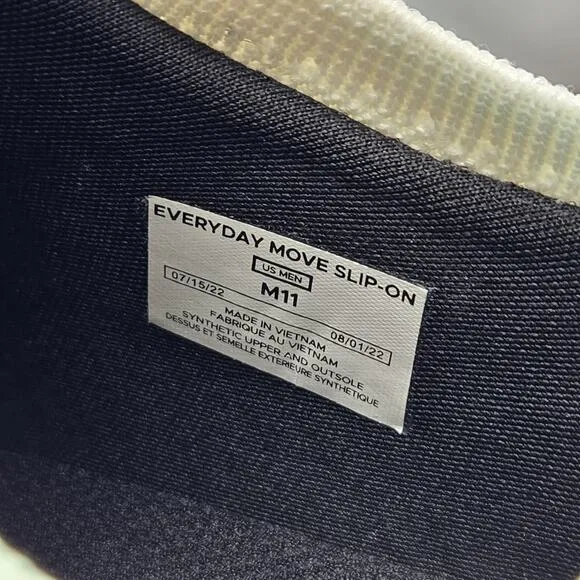 EVERYDAY MOVE SLIP-ON
US MEN
M11
07/15/22 08/01/22
MADE IN VIETNAM
FABRIQUE AU VIETNAM
SYNTHETIC UPPER AND OUTSOLE
DESSUS ET SEMELLE EXTERIEURE SYNTHETIQUE